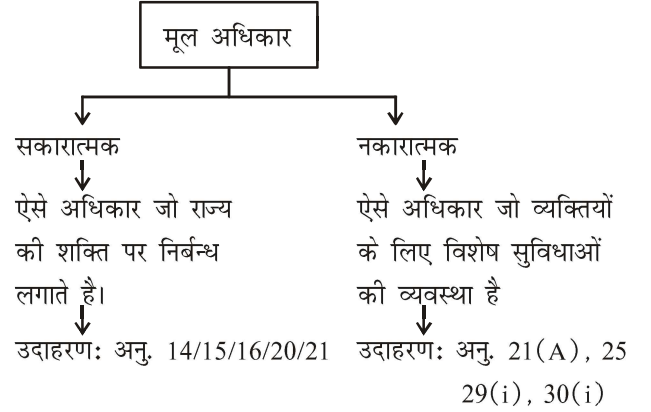 मूल अधिकार
सकारात्मक
ऐसे अधिकार जो राज्य
की शक्ति पर निर्बन्ध
लगाते है।
उदाहरण: अनु. 14/15/16/20/21
नकारात्मक
ऐसे अधिकार जो व्यक्तियों
के लिए विशेष सुविधाओं
की व्यवस्था है
उदाहरण: अनु. 21(A), 25
29(i), 30(i)